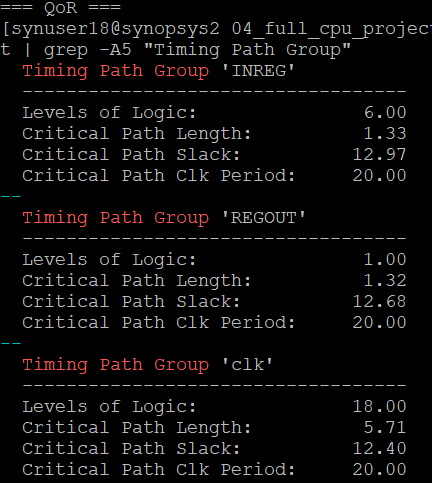 === QoR ===
[synuser18@synopsys2 04_full_cpu_projec
t | grep -A5 "Timing Path Group"
  Timing Path Group 'INREG'
  -----------------------------------
  Levels of Logic:               6.00
  Critical Path Length:          1.33
  Critical Path Slack:          12.97
  Critical Path Clk Period:     20.00
--
  Timing Path Group 'REGOUT'
  -----------------------------------
  Levels of Logic:               1.00
  Critical Path Length:          1.32
  Critical Path Slack:          12.68
  Critical Path Clk Period:     20.00
--
  Timing Path Group 'clk'
  -----------------------------------
  Levels of Logic:              18.00
  Critical Path Length:          5.71
  Critical Path Slack:          12.40
  Critical Path Clk Period:     20.00